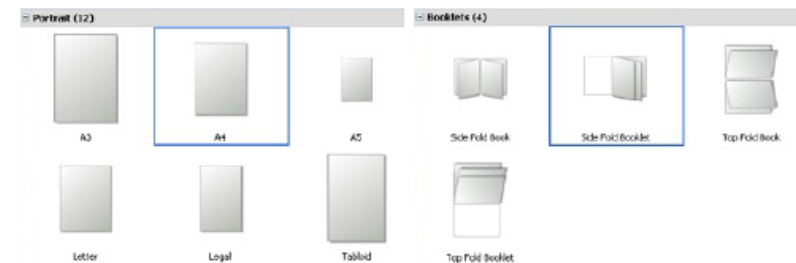 Portrait (12)
A3
A4
A5
Letter
Legal
Tabloid
Booklets (4)
Side Fold Book
Side Fold Booklet
Top Fold Book
Top Fold Booklet